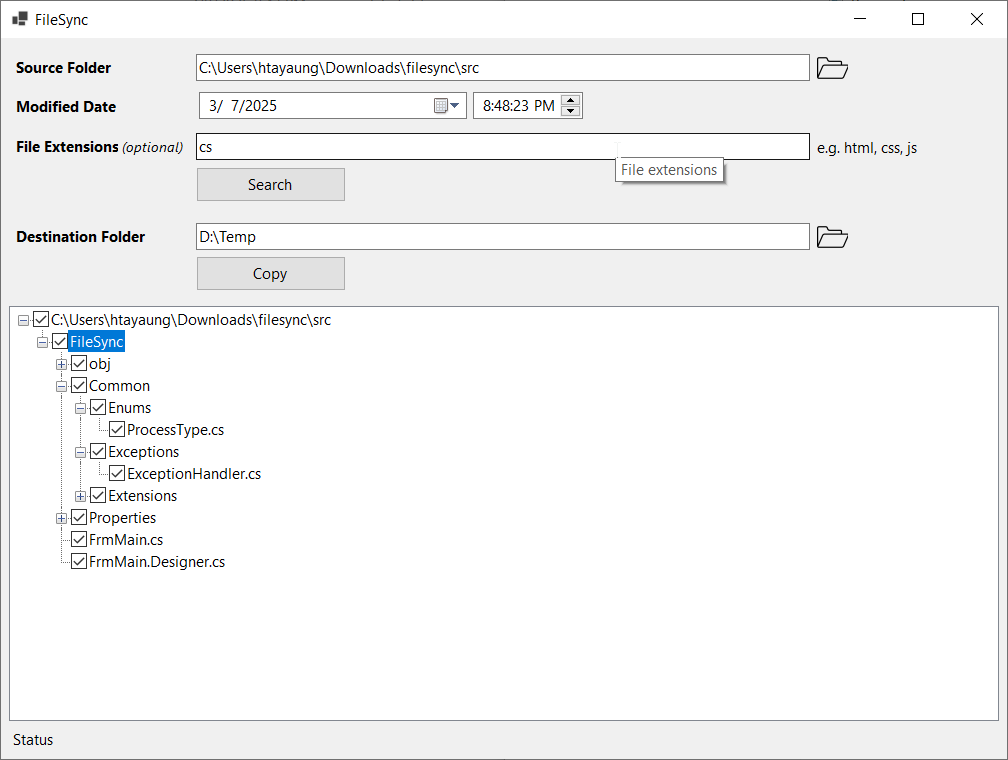 FileSync
Source Folder C:\Users\htayaung\Downloads\filesync\src
Modified Date 3/ 7/2025 8:48:23 PM
File Extensions (optional) cs e.g. html, css, js
File extensions
Search
Destination Folder D:\Temp
Copy
C:\Users\htayaung\Downloads\filesync\src
FileSync
obj
Common
Enums
ProcessType.cs
Exceptions
ExceptionHandler.cs
Extensions
Properties
FrmMain.cs
FrmMain.Designer.cs
Status